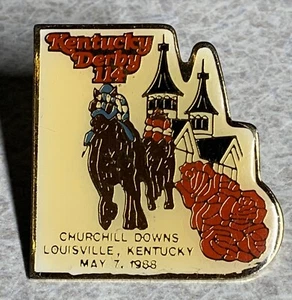 Kentucky
Derby
114
CHURCHILL DOWNS
LOUISVILLE, KENTUCKY
MAY 7, 1988